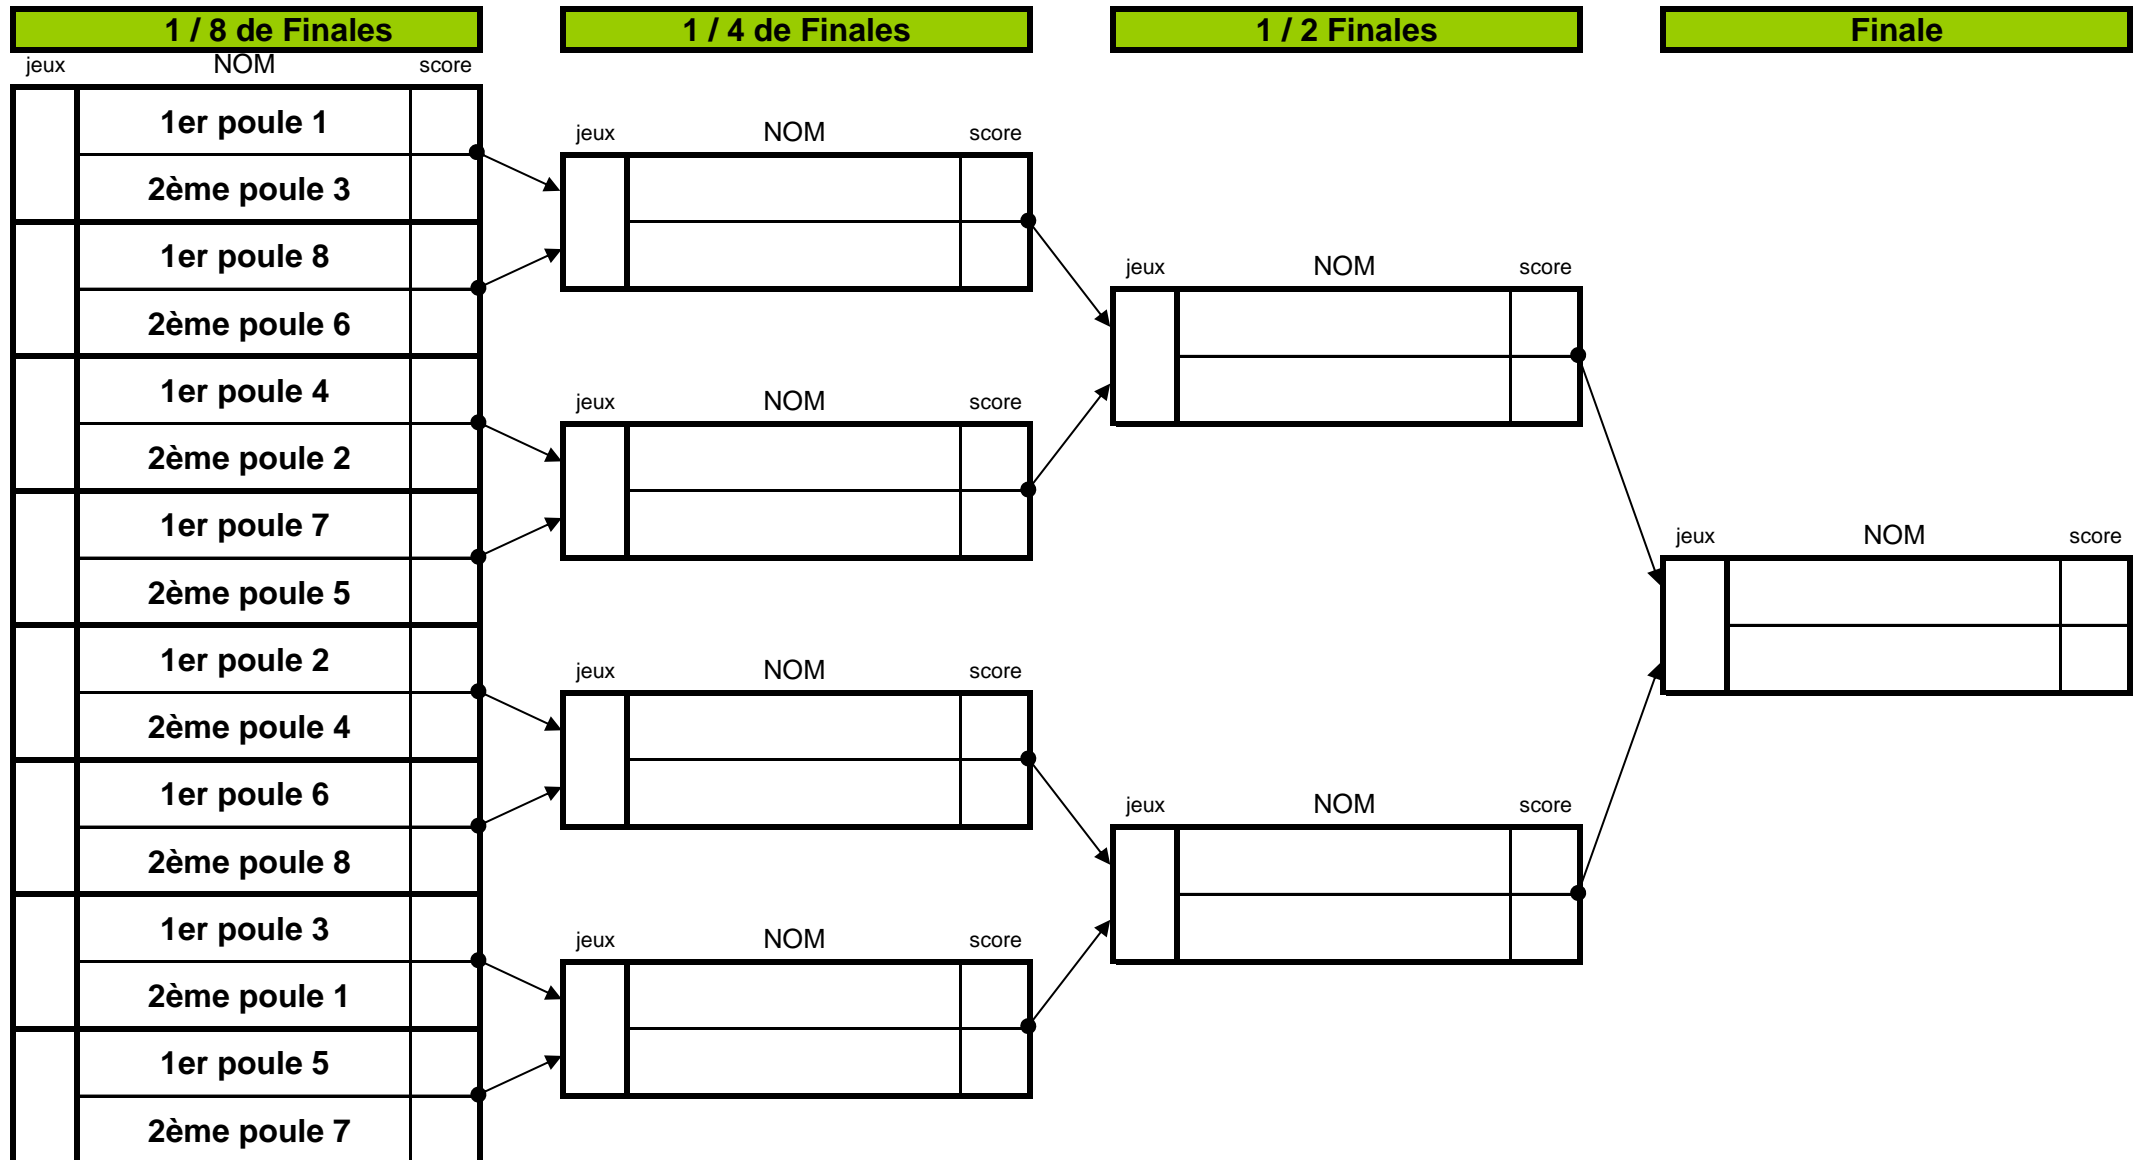 1 / 8 de Finales
1 / 4 de Finales
1 / 2 Finales
Finale
jeux NOM score
1er poule 1
2ème poule 3
1er poule 8
2ème poule 6
1er poule 4
2ème poule 2
1er poule 7
2ème poule 5
1er poule 2
2ème poule 4
1er poule 6
2ème poule 8
1er poule 3
2ème poule 1
1er poule 5
2ème poule 7
jeux NOM score
jeux NOM score
jeux NOM score
jeux NOM score
jeux NOM score
jeux NOM score
jeux NOM score